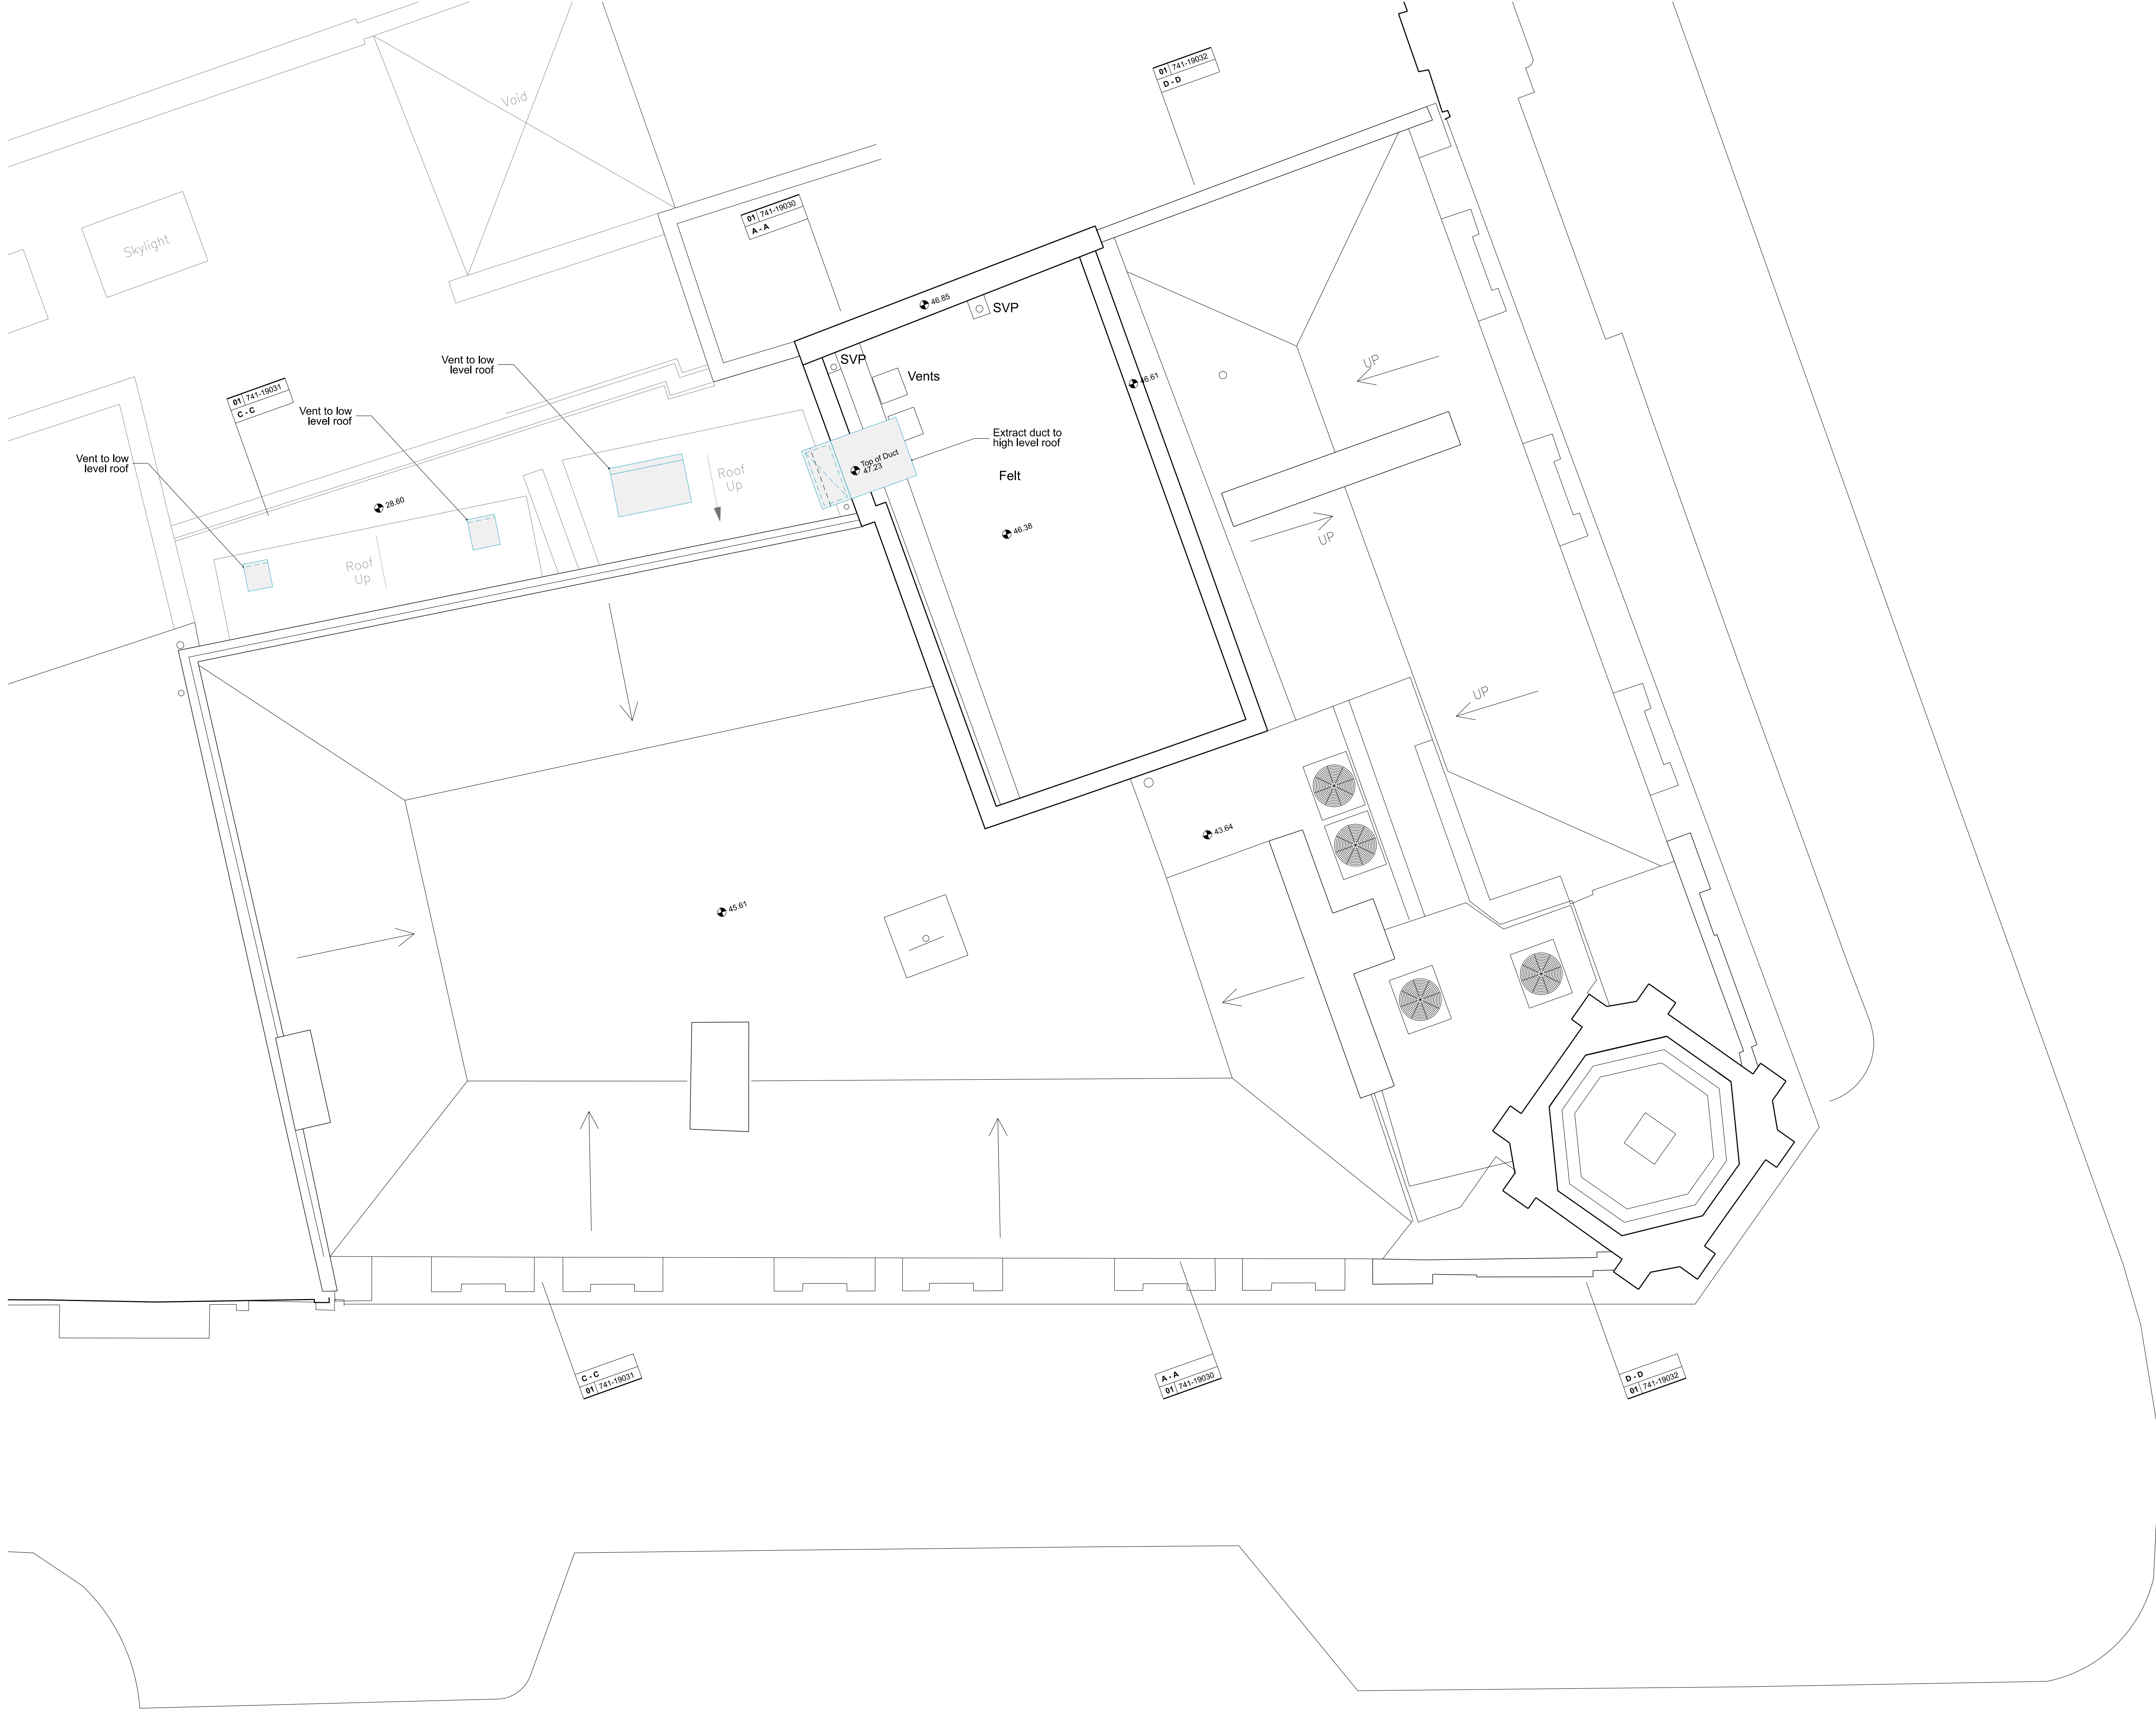 01 741-19032
D - D
Void
01 741-19030
A - A
Skylight
46.85
SVP
SVP
Vent to low
level roof
Vents
46.61
UP
01 741-19031
C - C
Vent to low
level roof
Extract duct to
high level roof
Top of Duct
47.23
Vent to low
level roof
Roof
Up
Felt
28.60
46.38
UP
Roof
Up
UP
43.64
45.61
C - C
01 741-19031
A - A
01 741-19030
D - D
01 741-19032